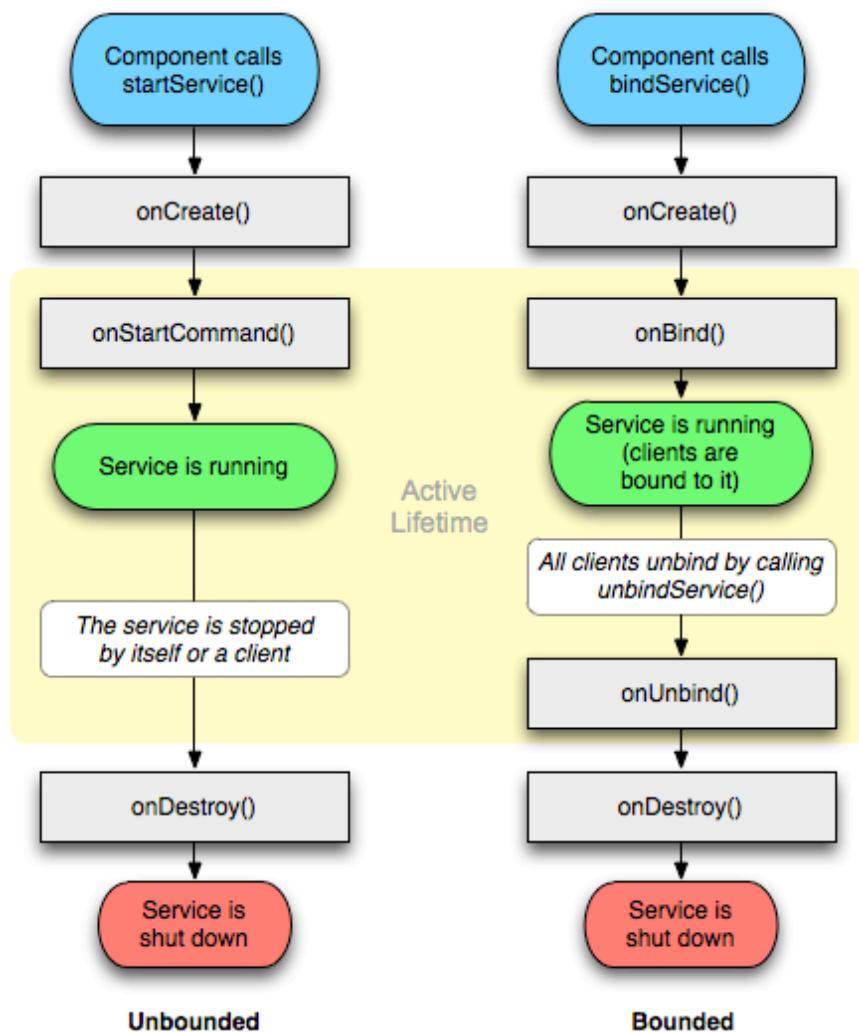 Component calls
startService()
onCreate()
onStartCommand()
Service is running
The service is stopped
by itself or a client
onDestroy()
Service is
shut down
Unbounded
Active
Lifetime
Component calls
bindService()
onCreate()
onBind()
Service is running
(clients are
bound to it)
All clients unbind by calling
unbindService()
onUnbind()
onDestroy()
Service is
shut down
Bounded